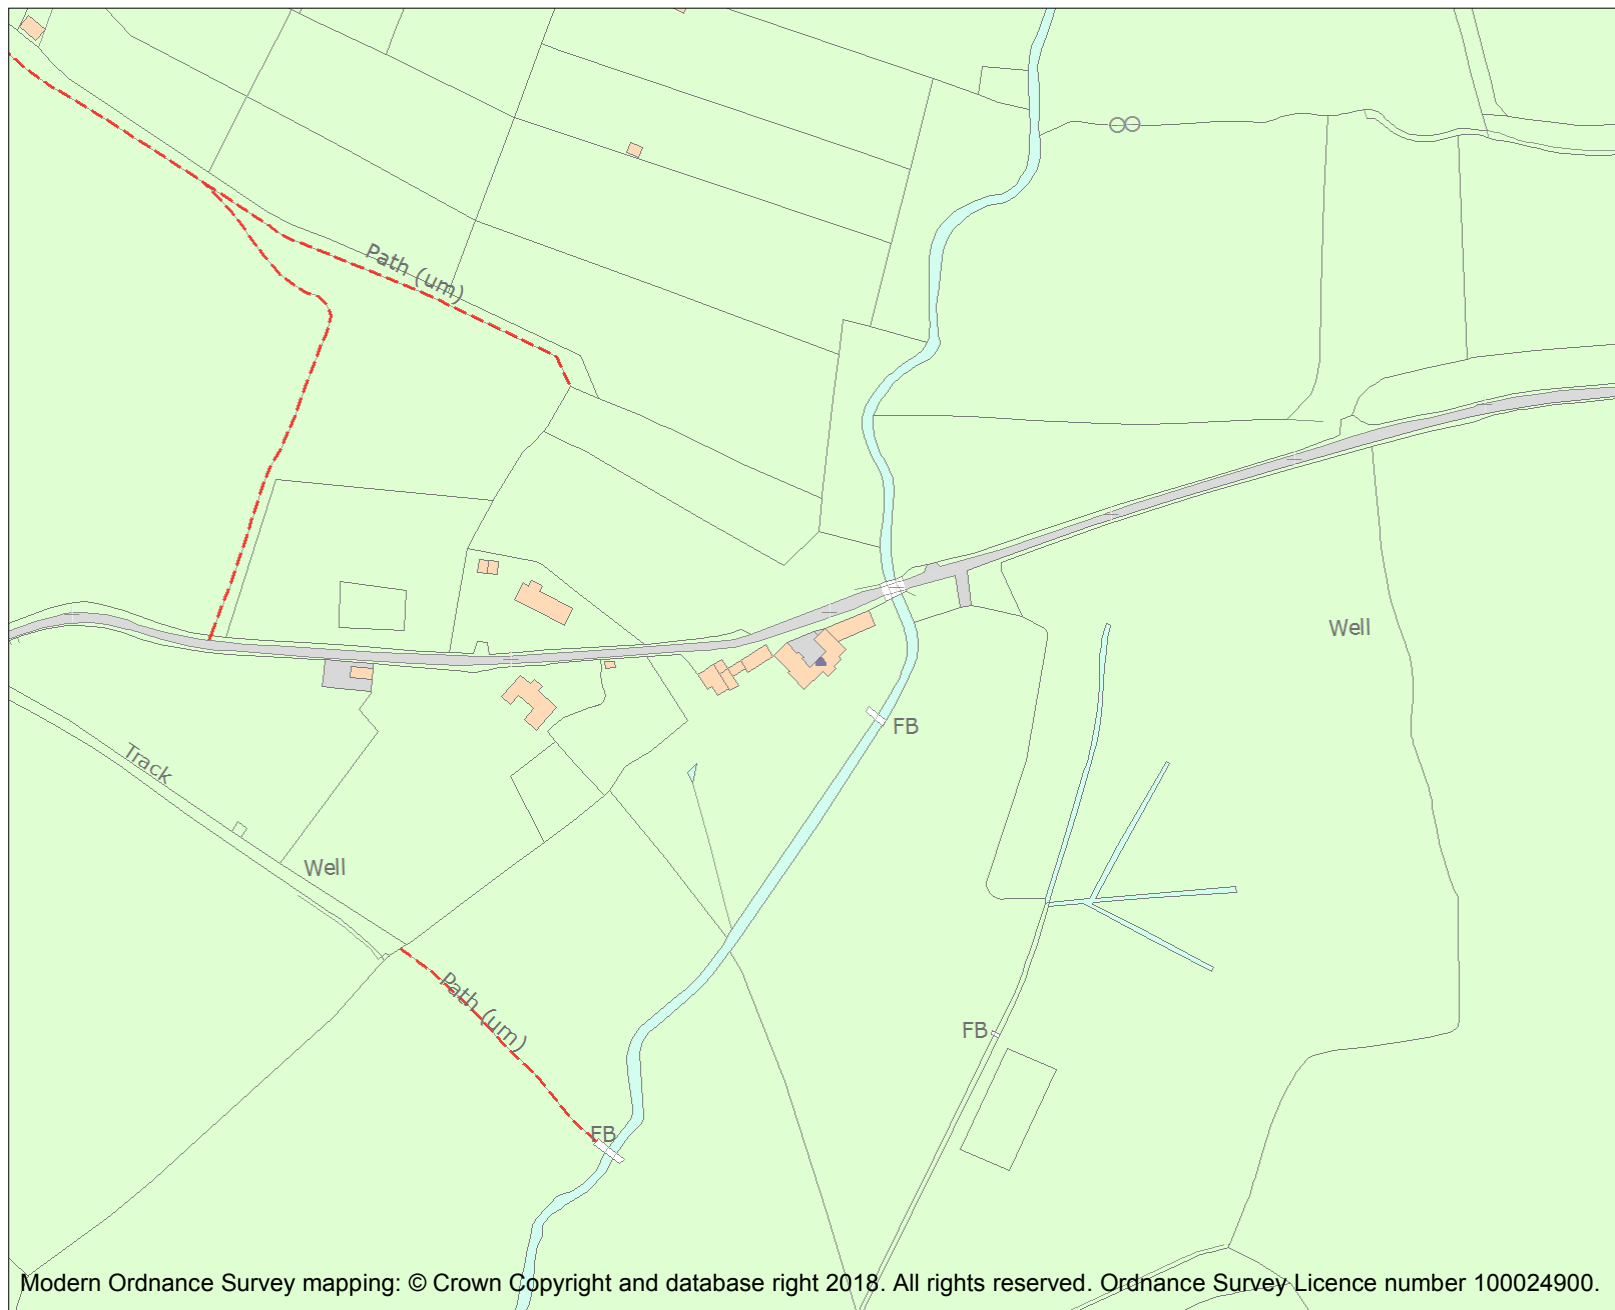 Path (um)
Well
FB
Track
Well
Path (um)
FB
FB
Modern Ordnance Survey mapping: © Crown Copyright and database right 2018. All rights reserved. Ordnance Survey Licence number 100024900.